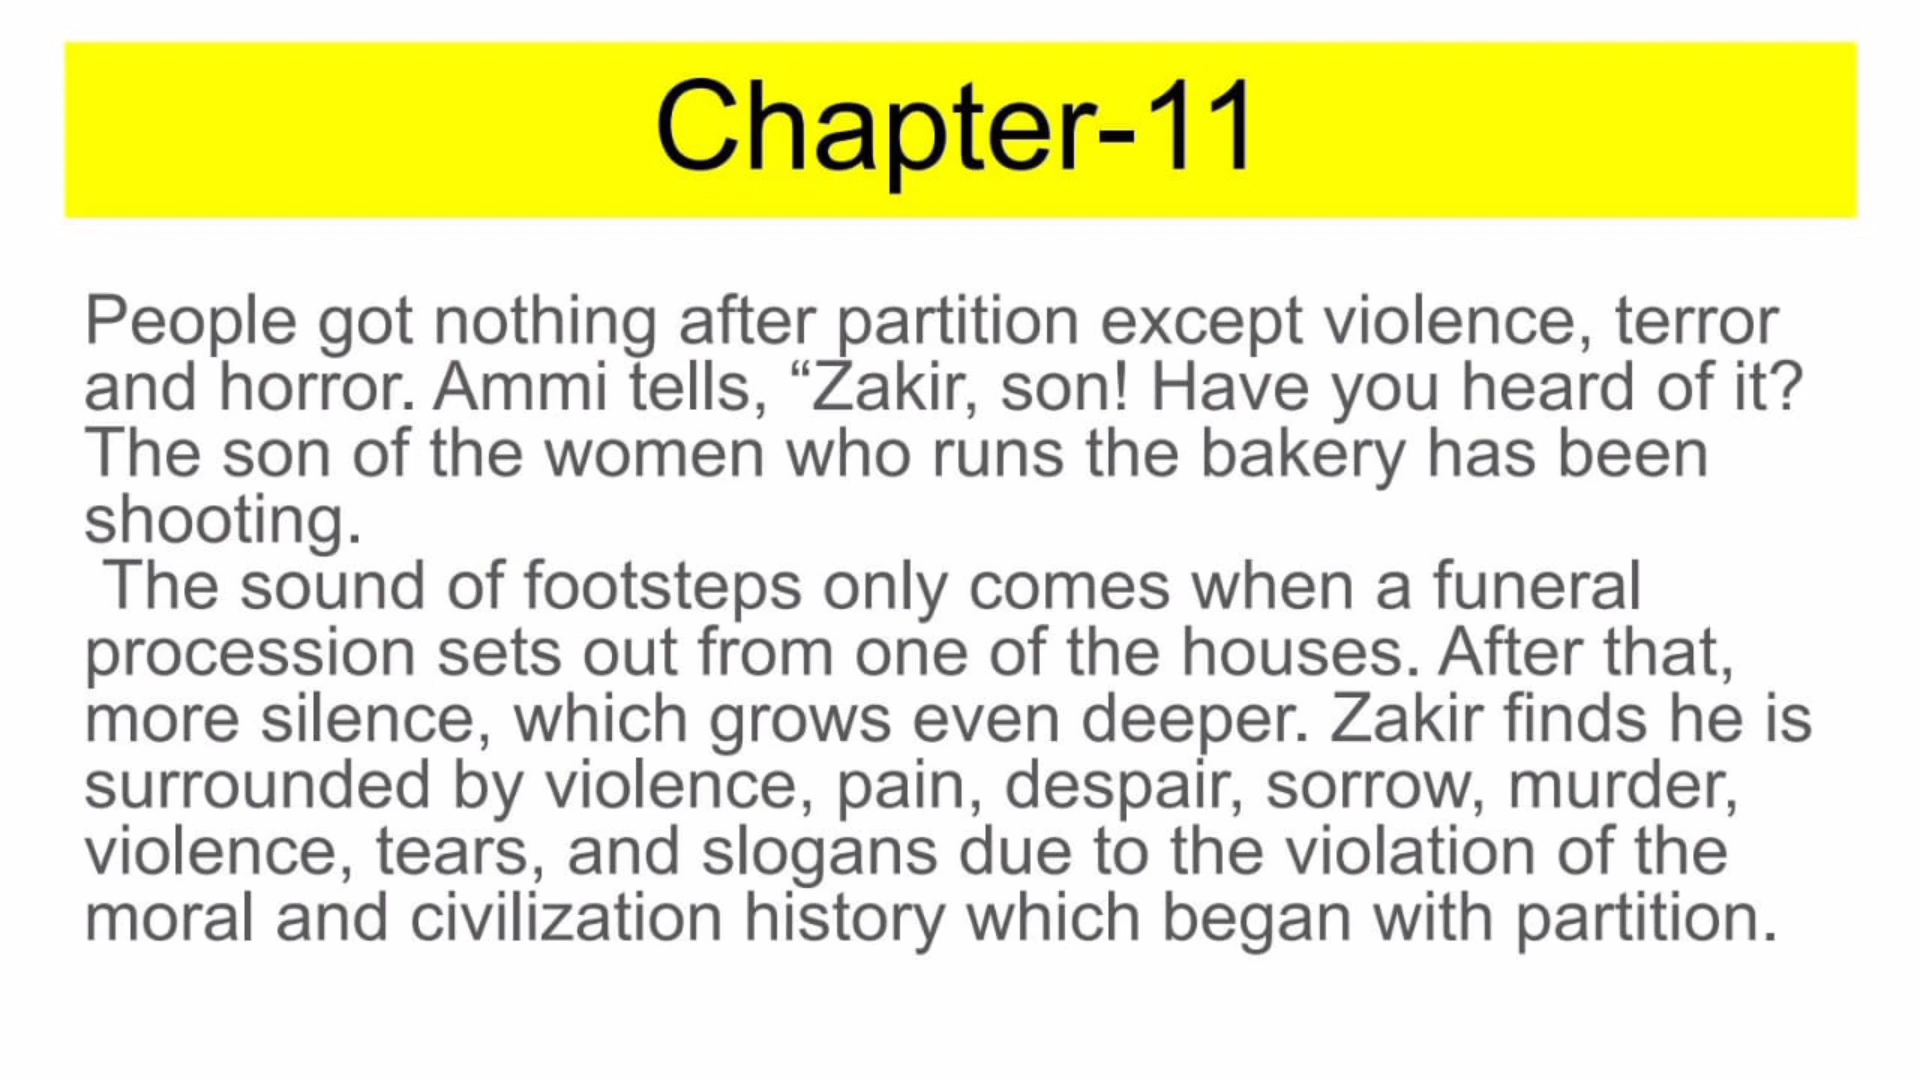 Chapter-11
People got nothing after partition except violence, terror
and horror. Ammi tells, “Zakir, son! Have you heard of it?
The son of the women who runs the bakery has been
shooting.
The sound of footsteps only comes when a funeral
procession sets out from one of the houses. After that,
more silence, which grows even deeper. Zakir finds he is
surrounded by violence, pain, despair, sorrow, murder,
violence, tears, and slogans due to the violation of the
moral and civilization history which began with partition.